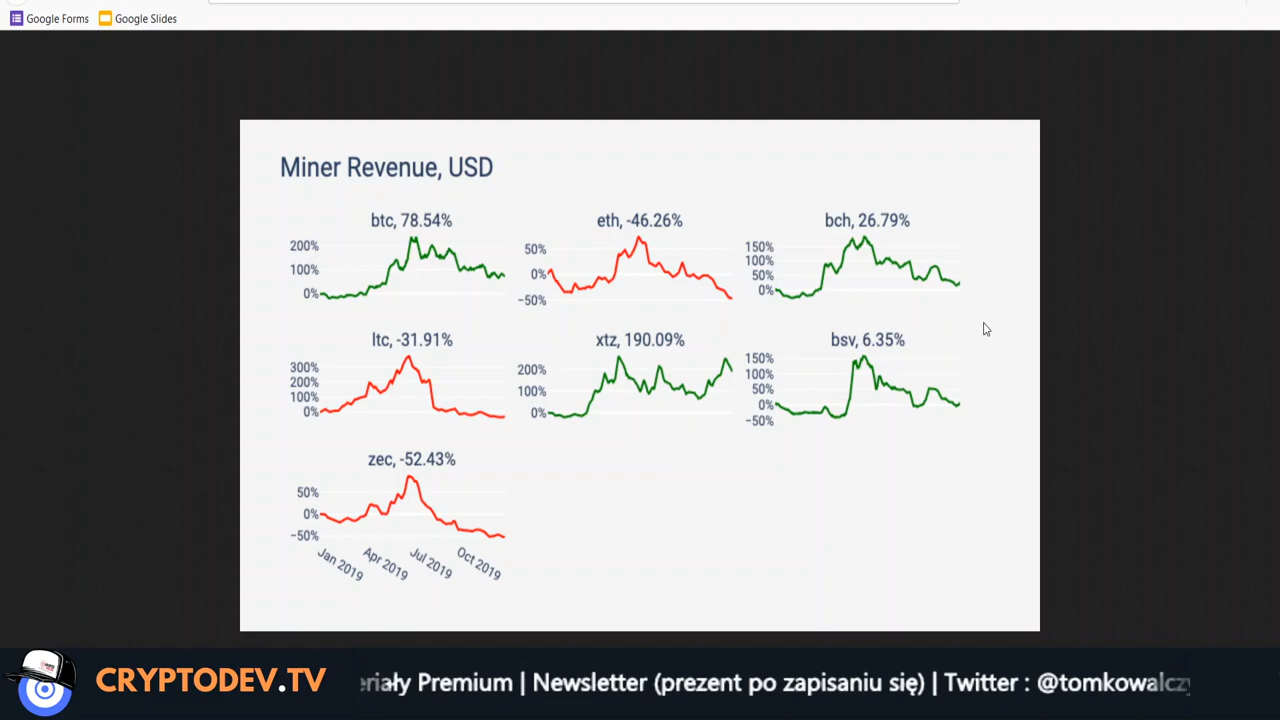 Google Forms Google Slides
Miner Revenue, USD
btc, 78.54% eth, -46.26% bch, 26.79%
200% 50% 150%
100% 0% 100%
0% −50% 50%
0%
ltc, -31.91% xtz, 190.09% bsv, 6.35%
300% 200% 150%
200% 100% 100%
100% 0% 50%
0% 0%
−50%
zec, -52.43%
50%
0%
−50%
Jan 2019 Apr 2019 Jul 2019 Oct 2019
CRYPTODEV.TV Premium | Newsletter (prezent po zapisaniu się) | Twitter : @tomkowalczy